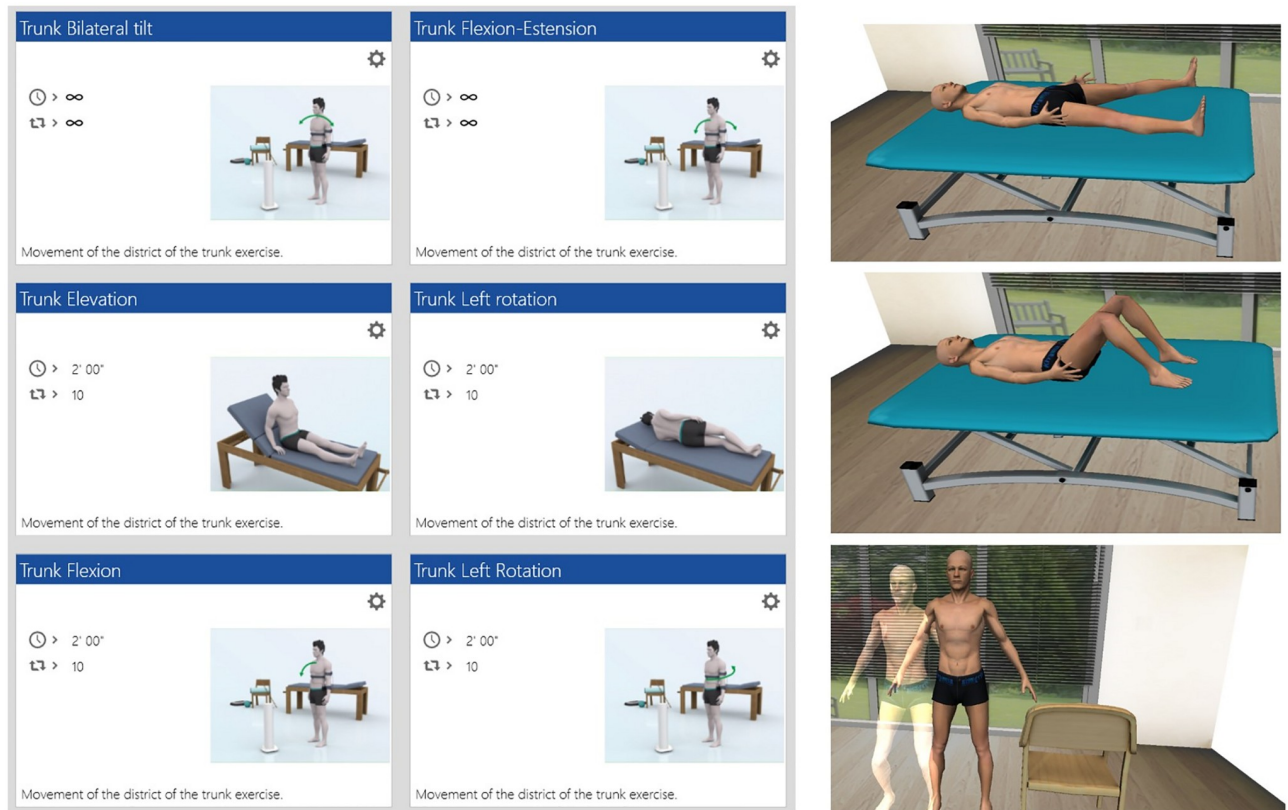 Trunk Bilateral tilt
> ∞
> ∞
Movement of the district of the trunk exercise.
Trunk Flexion-Estension
> ∞
> ∞
Movement of the district of the trunk exercise.
Trunk Elevation
> 2' 00"
> 10
Movement of the district of the trunk exercise.
Trunk Left rotation
> 2' 00"
> 10
Movement of the district of the trunk exercise.
Trunk Flexion
> 2' 00"
> 10
Movement of the district of the trunk exercise.
Trunk Left Rotation
> 2' 00"
> 10
Movement of the district of the trunk exercise.